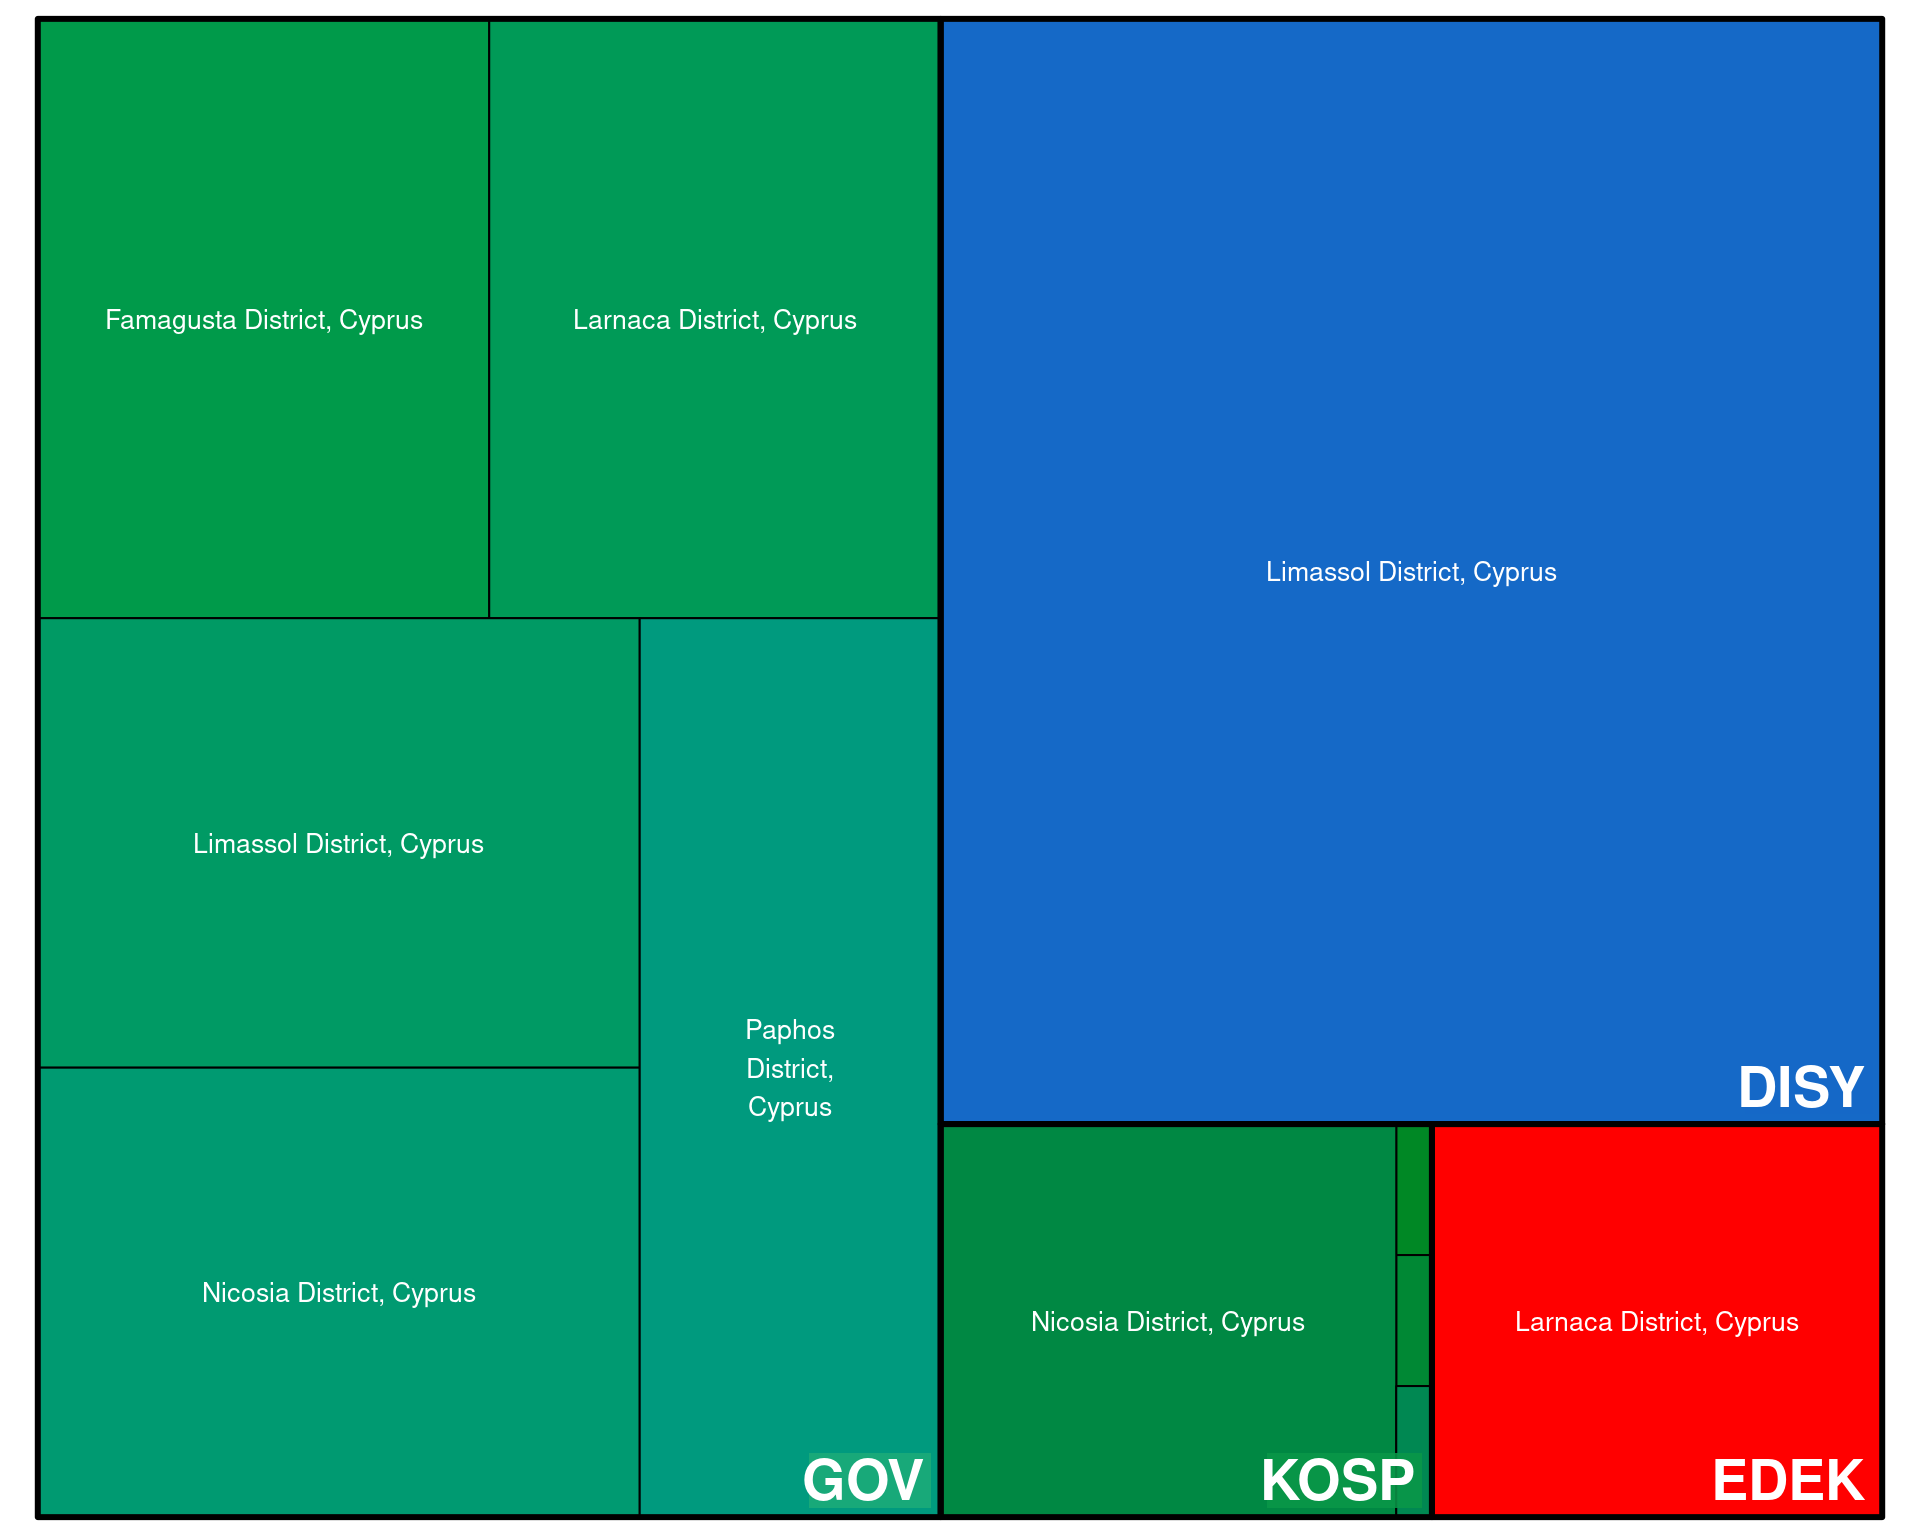 Famagusta District, Cyprus
Larnaca District, Cyprus
Limassol District, Cyprus
Nicosia District, Cyprus
Paphos
District,
Cyprus
GOV
Limassol District, Cyprus
DISY
Nicosia District, Cyprus
KOSP
Larnaca District, Cyprus
EDEK